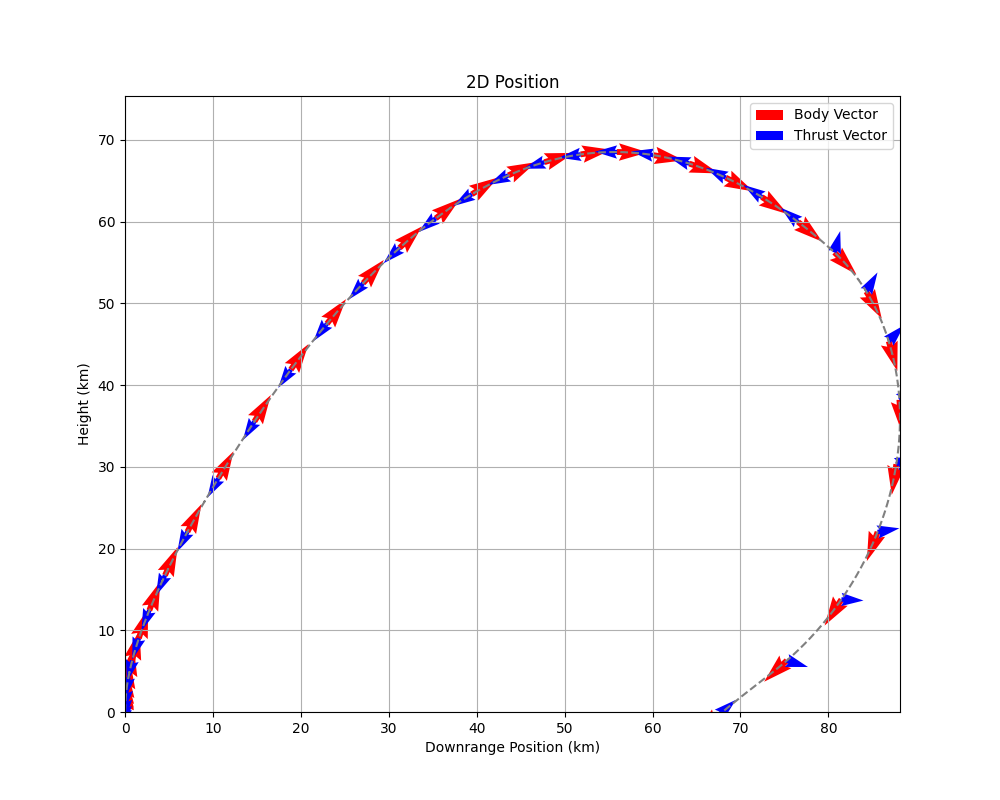 2D Position
Body Vector
Thrust Vector
Height (km)
70
60
50
40
30
20
10
0
0 10 20 30 40 50 60 70 80
Downrange Position (km)